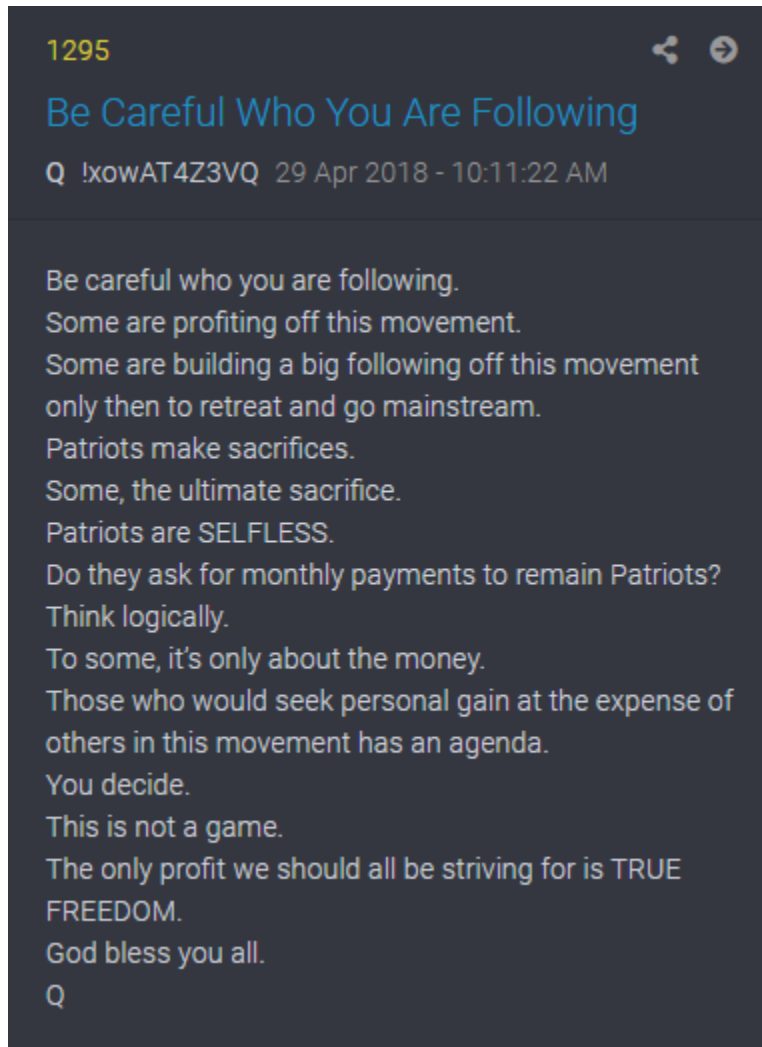 1295
Be Careful Who You Are Following
Q !xowAT4Z3VQ 29 Apr 2018 - 10:11:22 AM
Be careful who you are following.
Some are profiting off this movement.
Some are building a big following off this movement
only then to retreat and go mainstream.
Patriots make sacrifices.
Some, the ultimate sacrifice.
Patriots are SELFLESS.
Do they ask for monthly payments to remain Patriots?
Think logically.
To some, it’s only about the money.
Those who would seek personal gain at the expense of
others in this movement has an agenda.
You decide.
This is not a game.
The only profit we should all be striving for is TRUE
FREEDOM.
God bless you all.
Q